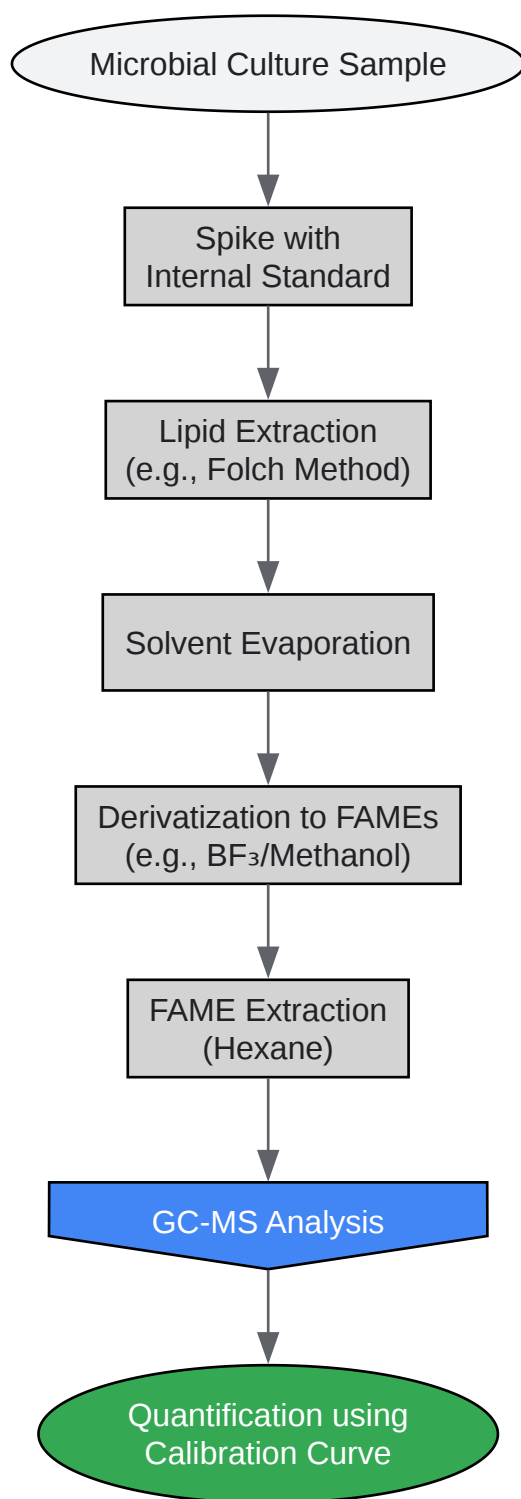 Microbial Culture Sample
Spike with
Internal Standard
Lipid Extraction
(e.g., Folch Method)
Solvent Evaporation
Derivatization to FAMEs
(e.g., BF₃/Methanol)
FAME Extraction
(Hexane)
GC-MS Analysis
Quantification using
Calibration Curve